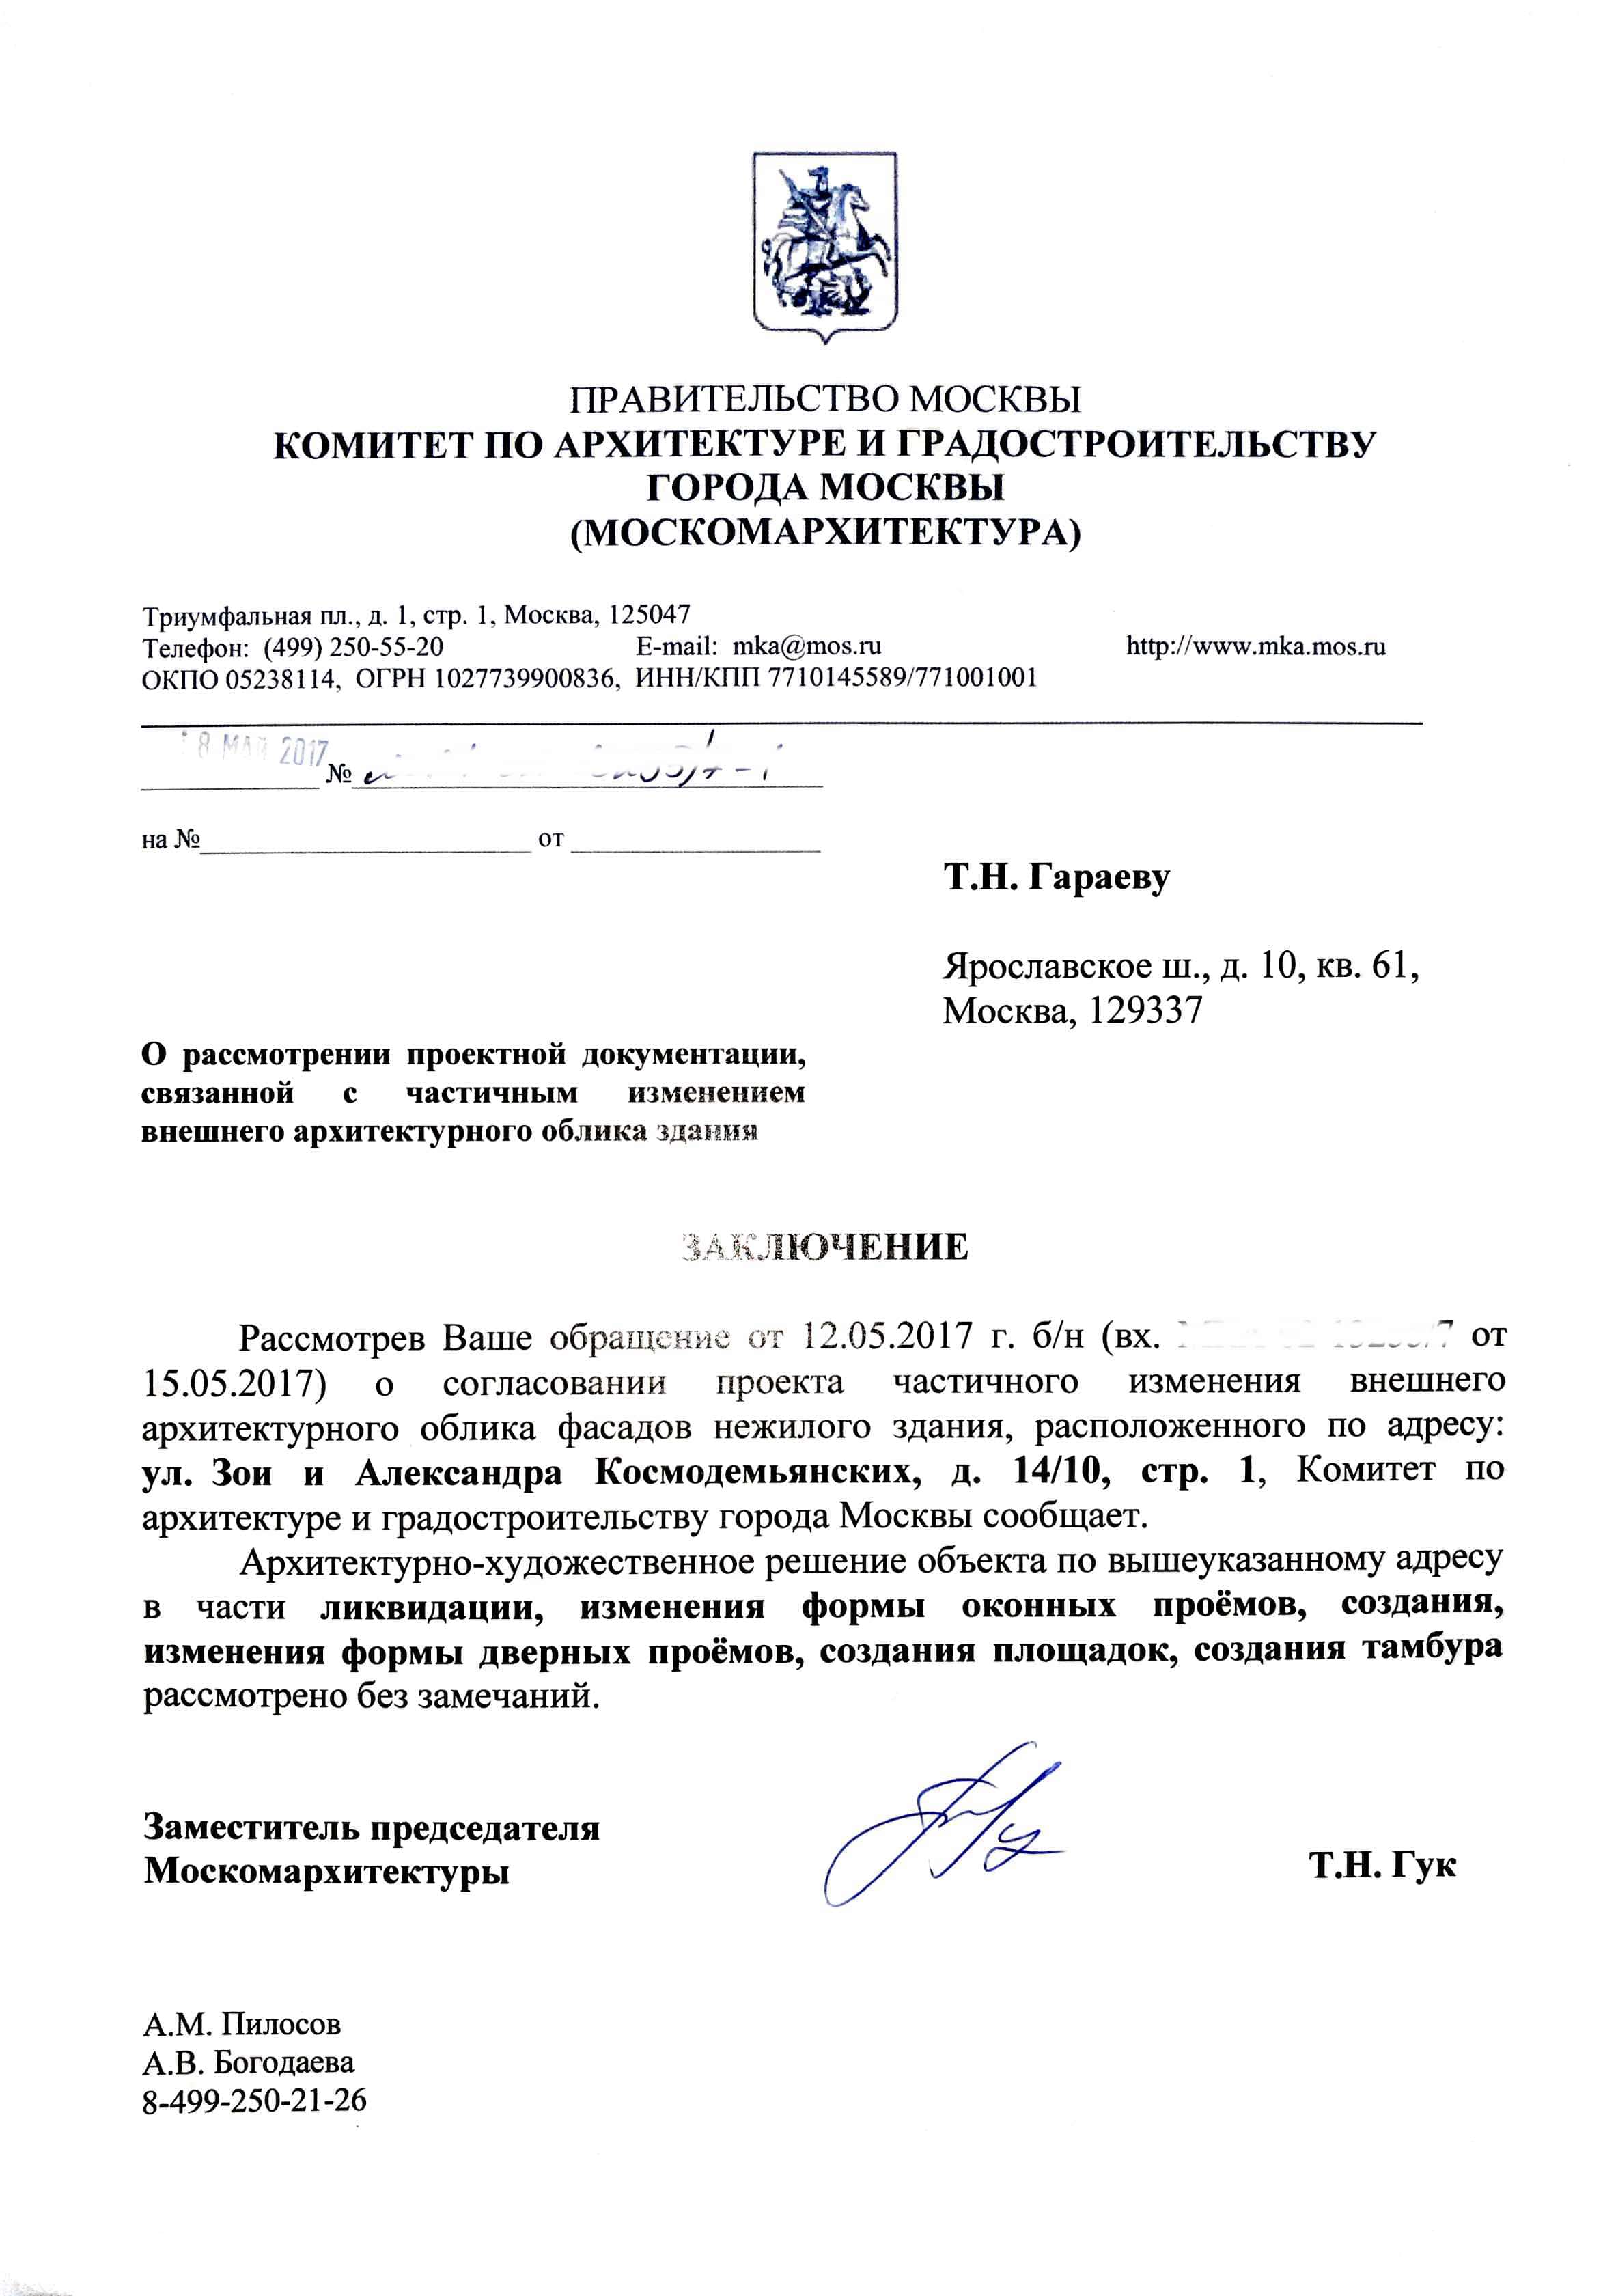 ПРАВИТЕЛЬСТВО МОСКВЫ
КОМИТЕТ ПО АРХИТЕКТУРЕ И ГРАДОСТРОИТЕЛЬСТВУ
ГОРОДА МОСКВЫ
(МОСКОМАРХИТЕКТУРА)
Триумфальная пл., д. 1, стр. 1, Москва, 125047
Телефон: (499) 250-55-20 E-mail: mka@mos.ru http://www.mka.mos.ru
ОКПО 05238114, ОГРН 1027739900836, ИНН/КПП 7710145589/771001001
8 МАЙ 2017 №
на № от
Т.Н. Гараеву
Ярославское ш., д. 10, кв. 61,
Москва, 129337
О рассмотрении проектной документации,
связанной с частичным изменением
внешнего архитектурного облика здания
ЗАКЛЮЧЕНИЕ
Рассмотрев Ваше обращение от 12.05.2017 г. б/н (вх. от
15.05.2017) о согласовании проекта частичного изменения внешнего
архитектурного облика фасадов нежилого здания, расположенного по адресу:
ул. Зои и Александра Космодемьянских, д. 14/10, стр. 1, Комитет по
архитектуре и градостроительству города Москвы сообщает.
Архитектурно-художественное решение объекта по вышеуказанному адресу
в части ликвидации, изменения формы оконных проёмов, создания,
изменения формы дверных проёмов, создания площадок, создания тамбура
рассмотрено без замечаний.
Заместитель председателя
Москомархитектуры Т.Н. Гук
А.М. Пилосов
А.В. Богодаева
8-499-250-21-26